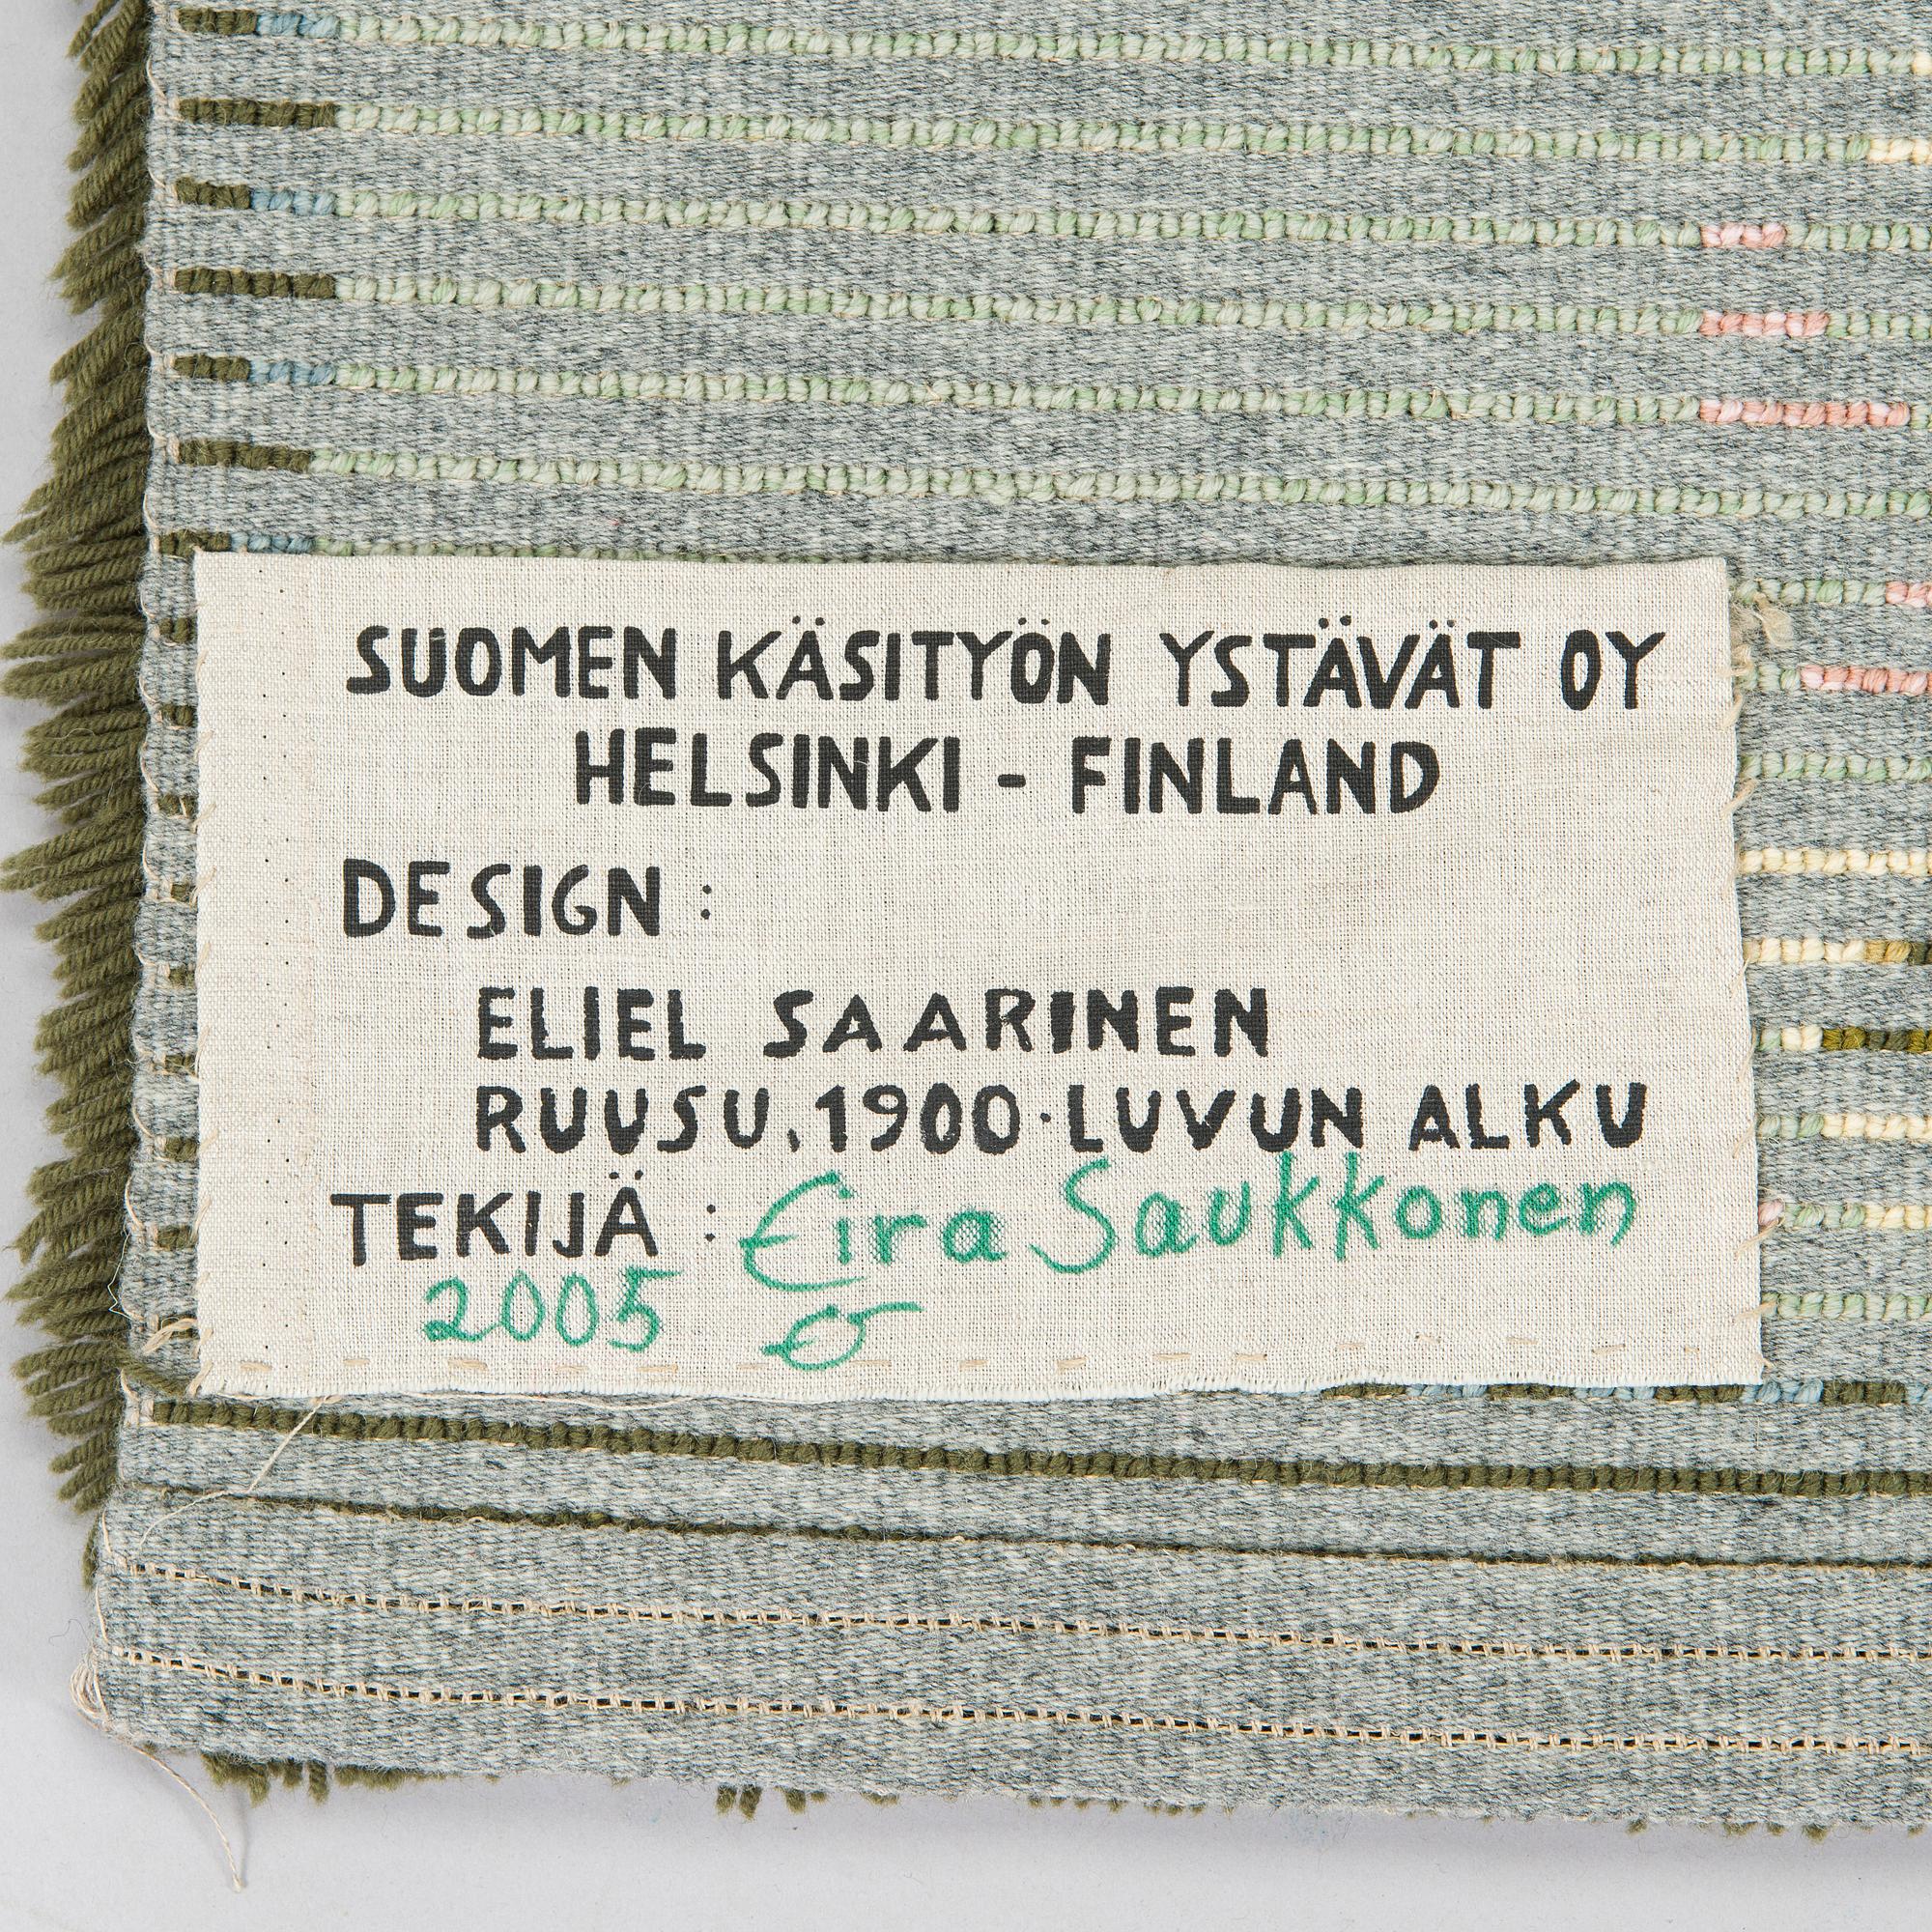 SUOMEN KÄSITYÖN YSTÄVÄT OY
HELSINKI - FINLAND
DESIGN :
ELIEL SAARINEN
RUUSU.1900·LUVUN ALKU
TEKIJÄ : Eira Saukkonen
2005